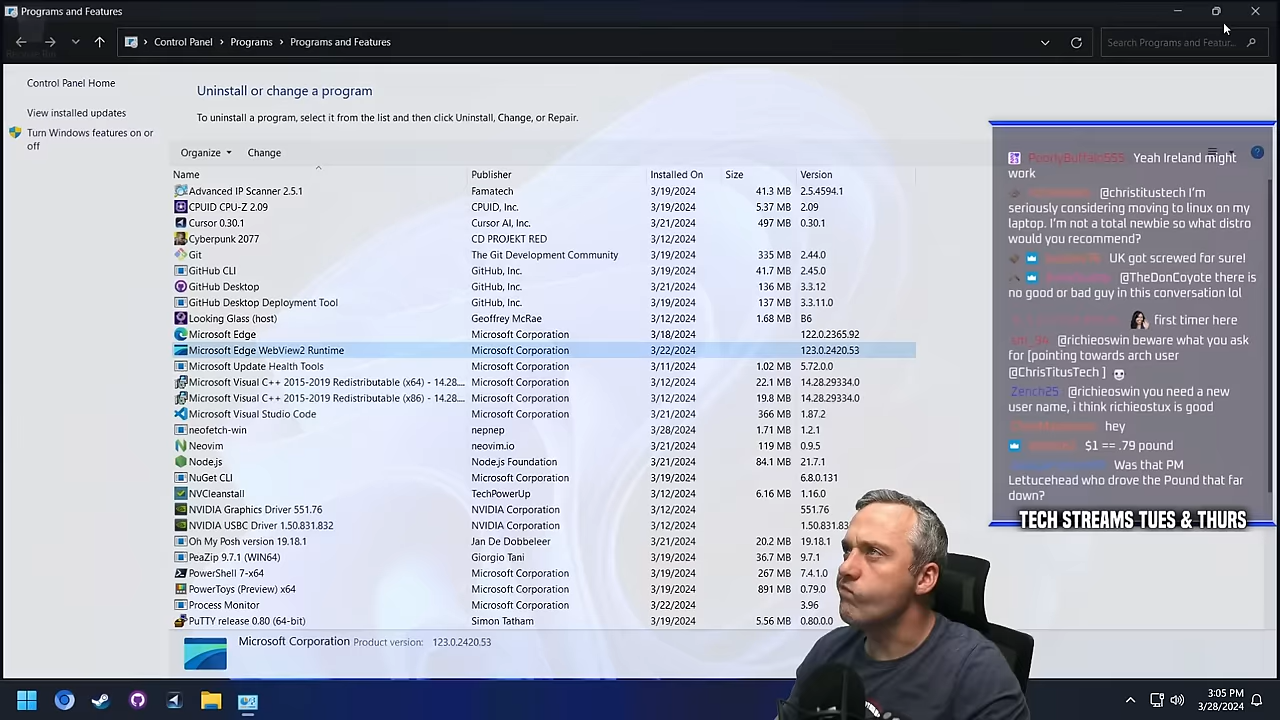 Programs and Features
Control Panel > Programs > Programs and Features
Search Programs and Featur...
Control Panel Home
View installed updates
Turn Windows features on or
off
Uninstall or change a program
To uninstall a program, select it from the list and then click Uninstall, Change, or Repair.
Organize Change
Name Publisher Installed On Size Version
Advanced IP Scanner 2.5.1 Famatech 3/19/2024 41.3 MB 2.5.4594.1
CPUID CPU-Z 2.09 CPUID, Inc. 3/19/2024 5.37 MB 2.09
Cursor 0.30.1 Cursor AI, Inc. 3/21/2024 497 MB 0.30.1
Cyberpunk 2077 CD PROJEKT RED 3/12/2024
Git The Git Development Community 3/19/2024 335 MB 2.44.0
GitHub CLI GitHub, Inc. 3/19/2024 41.7 MB 2.45.0
GitHub Desktop GitHub, Inc. 3/21/2024 136 MB 3.3.12
GitHub Desktop Deployment Tool GitHub, Inc. 3/19/2024 137 MB 3.3.11.0
Looking Glass (host) Geoffrey McRae 3/12/2024 1.68 MB B6
Microsoft Edge Microsoft Corporation 3/18/2024 122.0.2365.92
Microsoft Edge WebView2 Runtime Microsoft Corporation 3/22/2024 123.0.2420.53
Microsoft Update Health Tools Microsoft Corporation 3/11/2024 1.02 MB 5.72.0.0
Microsoft Visual C++ 2015-2019 Redistributable (x64) - 14.28.... Microsoft Corporation 3/12/2024 22.1 MB 14.28.29334.0
Microsoft Visual C++ 2015-2019 Redistributable (x86) - 14.28.... Microsoft Corporation 3/12/2024 19.8 MB 14.28.29334.0
Microsoft Visual Studio Code Microsoft Corporation 3/21/2024 366 MB 1.87.2
neofetch-win nepnep 3/28/2024 1.71 MB 1.2.1
Neovim neovim.io 3/21/2024 119 MB 0.9.5
Node.js Node.js Foundation 3/21/2024 84.1 MB 21.7.1
NuGet CLI Microsoft Corporation 3/19/2024 6.8.0.131
NVCleanstall TechPowerUp 3/12/2024 6.16 MB 1.16.0
NVIDIA Graphics Driver 551.76 NVIDIA Corporation 3/12/2024 551.76
NVIDIA USBC Driver 1.50.831.832 NVIDIA Corporation 3/12/2024 1.50.831.83
Oh My Posh version 19.18.1 Jan De Dobbeleer 3/21/2024 20.2 MB 19.18.1
PeaZip 9.7.1 (WIN64) Giorgio Tani 3/19/2024 36.7 MB 9.7.1
PowerShell 7-x64 Microsoft Corporation 3/19/2024 267 MB 7.4.1.0
PowerToys (Preview) x64 Microsoft Corporation 3/19/2024 891 MB 0.79.0
Process Monitor Microsoft Corporation 3/22/2024 3.96
PuTTY release 0.80 (64-bit) Simon Tatham 3/19/2024 5.56 MB 0.80.0.0
Microsoft Corporation Product version: 123.0.2420.53
Yeah Ireland might
work
@christitustech I'm
seriously considering moving to linux on my
laptop. I'm not a total newbie so what distro
would you recommend?
UK got screwed for sure!
@TheDonCoyote there is
no good or bad guy in this conversation lol
first timer here
@richieoswin beware what you ask
for [pointing towards arch user
@ChrisTitusTech ]
Zench25 @richieoswin you need a new
user name, i think richieostux is good
hey
$1 == .79 pound
Was that PM
Lettucehead who drove the Pound that far
down?
TECH STREAMS TUES & THURS
3:05 PM
3/28/2024